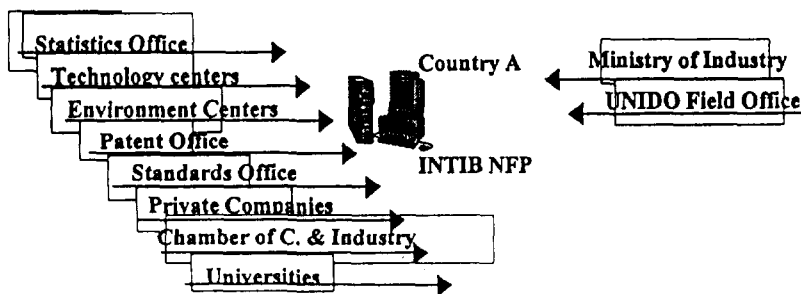 Statistics Office
Technology centers
Environment Centers
Patent Office
Standards Office
Private Companies
Chamber of C. & Industry
Universities
Country A
INTIB NFP
Ministry of Industry
UNIDO Field Office